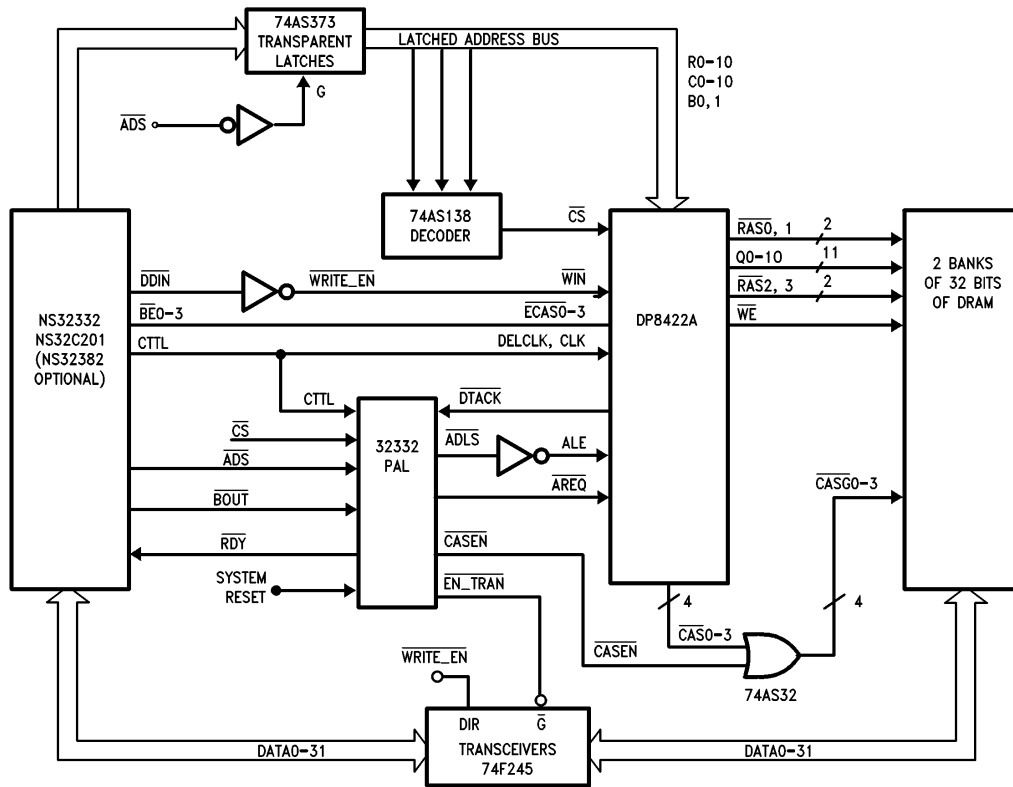 74AS373
TRANSPARENT
LATCHES
LATCHED ADDRESS BUS
R0-10
C0-10
B0, 1
G
ADS
74AS138
DECODER
CS
RAS0, 1
2
Q0-10
11
RAS2, 3
2
WE
2 BANKS
OF 32 BITS
OF DRAM
DDIN
WRITE_EN
WIN
BE0-3
ECAS0-3
DP8422A
NS32332
NS32C201
(NS32382
OPTIONAL)
CTTL
DELCLK, CLK
CTTL
DTACK
CS
32332
PAL
ADLS
ALE
ADS
AREQ
BOUT
CASG0-3
RDY
CASEN
SYSTEM
RESET
EN_TRAN
4
4
CAS0-3
CASEN
74AS32
WRITE_EN
DIR
G
TRANSCEIVERS
74F245
DATA0-31
DATA0-31